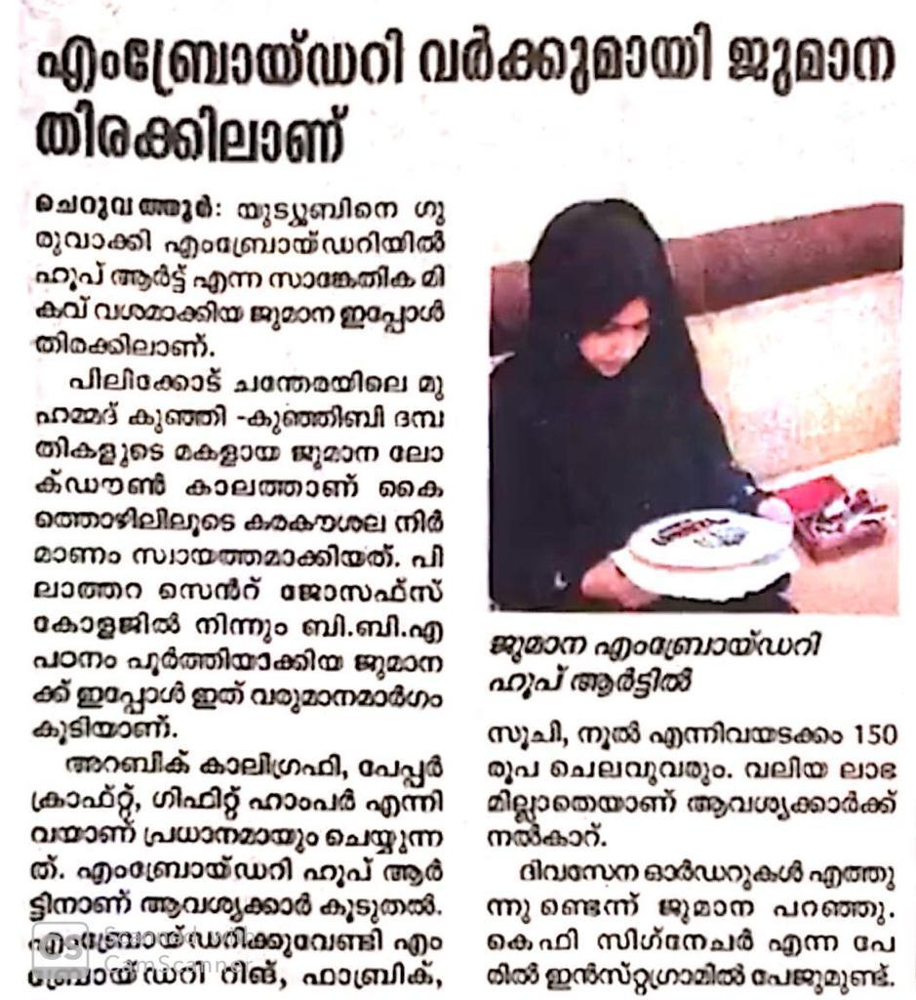 എംബ്രോയ്ഡറി വർക്കുമായി ജുമാന
തിരക്കിലാണ്
ചെറുവത്തൂർ: യുട്യൂബിനെ ഗു
രുവാക്കി എംബ്രോയ്ഡറിയിൽ
ഹൂപ് ആർട്ട് എന്ന സാങ്കേതിക മി
കവ് വശമാക്കിയ ജുമാന ഇപ്പോൾ
തിരക്കിലാണ്.
പിലിക്കോട് ചന്തേരയിലെ മു
ഹമ്മദ് കുഞ്ഞി -കുഞ്ഞിബി ദമ്പ
തികളുടെ മകളായ ജുമാന ലോ
ക്ഡൗൺ കാലത്താണ് കൈ
ത്തൊഴിലിലൂടെ കരകൗശല നിർ
മാണം സ്വായത്തമാക്കിയത്. പി
ലാത്തറ സെൻറ് ജോസഫ്സ്
കോളജിൽ നിന്നും ബി.ബി.എ
പഠനം പൂർത്തിയാക്കിയ ജുമാന
ക്ക് ഇപ്പോൾ ഇത് വരുമാനമാർഗം
കൂടിയാണ്.
അറബിക് കാലിഗ്രഫി, പേപ്പർ
ക്രാഫ്റ്റ്, ഗിഫിറ്റ് ഹാംപർ എന്നി
വയാണ് പ്രധാനമായും ചെയ്യുന്ന
ത്. എംബ്രോയ്ഡറി ഹൂപ് ആർ
ട്ടിനാണ് ആവശ്യക്കാർ കൂടുതൽ.
എംബ്രോയ്ഡറിക്കുവേണ്ടി എം
ബ്രോയ്ഡറി റിങ്, ഫാബ്രിക്,
ജുമാന എംബ്രോയ്ഡറി
ഹൂപ് ആർട്ടിൽ
സൂചി, നൂൽ എന്നിവയടക്കം 150
രൂപ ചെലവുവരും. വലിയ ലാഭ
മില്ലാതെയാണ് ആവശ്യക്കാർക്ക്
നൽകാറ്.
ദിവസേന ഓർഡറുകൾ എത്തു
ന്നുണ്ടെന്ന് ജുമാന പറഞ്ഞു.
കെഫി സിഗ്നേചർ എന്ന പേ
രിൽ ഇൻസ്റ്റഗ്രാമിൽ പേജുമുണ്ട്.
CS Scanned with
CamScanner